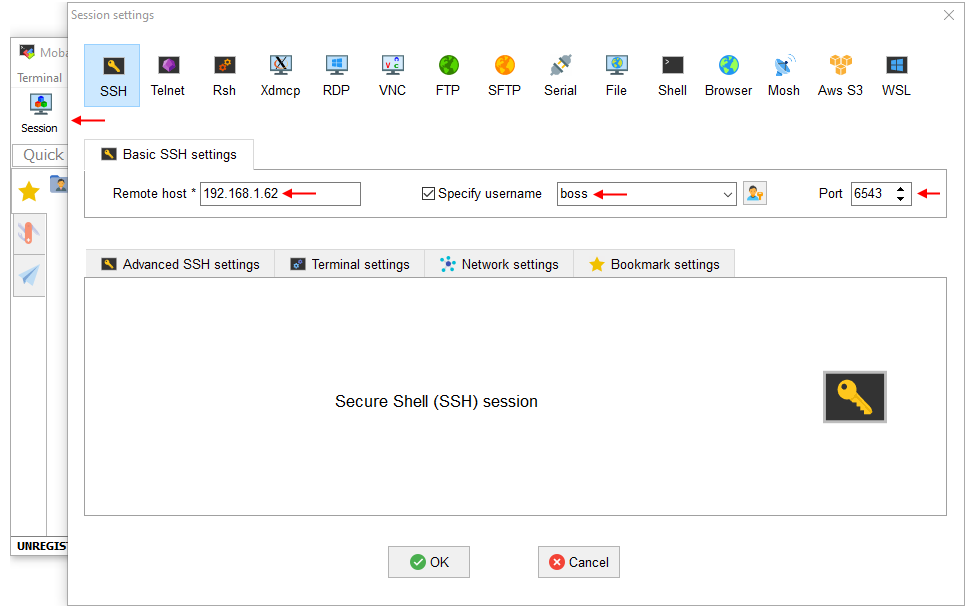 Session settings
Moba
Terminal
Session
Quick
SSH Telnet Rsh Xdmcp RDP VNC FTP SFTP Serial File Shell Browser Mosh Aws S3 WSL
Basic SSH settings
Remote host * 192.168.1.62 Specify username boss Port 6543
Advanced SSH settings Terminal settings Network settings Bookmark settings
Secure Shell (SSH) session
UNREGIS
OK Cancel